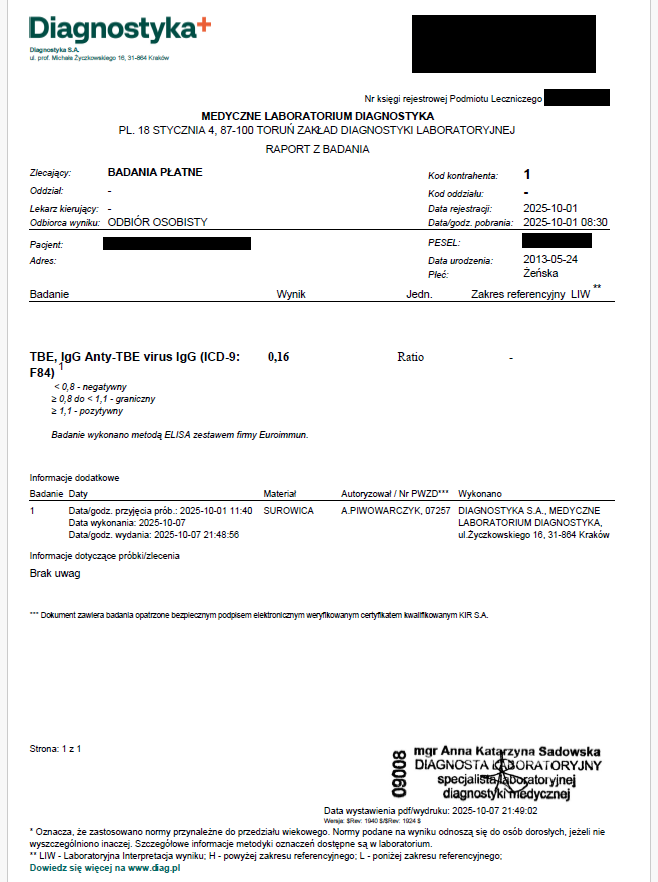 Diagnostyka+
Diagnostyka S.A.
ul. prof. Michała Życzkowskiego 16, 31-864 Kraków
Nr księgi rejestrowej Podmiotu Leczniczego
MEDYCZNE LABORATORIUM DIAGNOSTYKA
PL. 18 STYCZNIA 4, 87-100 TORUŃ ZAKŁAD DIAGNOSTYKI LABORATORYJNEJ
RAPORT Z BADANIA
Zlecający: BADANIA PŁATNE Kod kontrahenta: 1
Oddział: - Kod oddziału: -
Lekarz kierujący: - Data rejestracji: 2025-10-01
Odbiorca wyniku: ODBIÓR OSOBISTY Data/godz. pobrania: 2025-10-01 08:30
Pacjent: PESEL:
Adres: Data urodzenia: 2013-05-24
Płeć: Żeńska
Badanie Wynik Jedn. Zakres referencyjny LIW **
TBE, IgG Anty-TBE virus IgG (ICD-9: 0,16 Ratio -
F84) 1
< 0,8 - negatywny
≥ 0,8 do < 1,1 - graniczny
≥ 1,1 - pozytywny
Badanie wykonano metodą ELISA zestawem firmy Euroimmun.
Informacje dodatkowe
Badanie Daty Materiał Autoryzował / Nr PWZD*** Wykonano
1 Data/godz. przyjęcia prób.: 2025-10-01 11:40 SUROWICA A.PIWOWARCZYK, 07257 DIAGNOSTYKA S.A., MEDYCZNE
Data wykonania: 2025-10-07 LABORATORIUM DIAGNOSTYKA,
Data/godz. wydania: 2025-10-07 21:48:56 ul.Życzkowskiego 16, 31-864 Kraków
Informacje dotyczące próbki/zlecenia
Brak uwag
*** Dokument zawiera badania opatrzone bezpiecznym podpisem elektronicznym weryfikowanym certyfikatem kwalifikowanym KIR S.A.
Strona: 1 z 1
09008
mgr Anna Katarzyna Sadowska
DIAGNOSTA LABORATORYJNY
specjalista laboratoryjnej
diagnostyki medycznej
Data wystawienia pdf/wydruku: 2025-10-07 21:49:02
Wersja: $Rev: 1940 $/$Rev: 1924 $
* Oznacza, że zastosowano normy przynależne do przedziału wiekowego. Normy podane na wyniku odnoszą się do osób dorosłych, jeżeli nie
wyszczególniono inaczej. Szczegółowe informacje metodyki oznaczeń dostępne są w laboratorium.
** LIW - Laboratoryjna Interpretacja wyniku; H - powyżej zakresu referencyjnego; L - poniżej zakresu referencyjnego;
Dowiedz się więcej na www.diag.pl